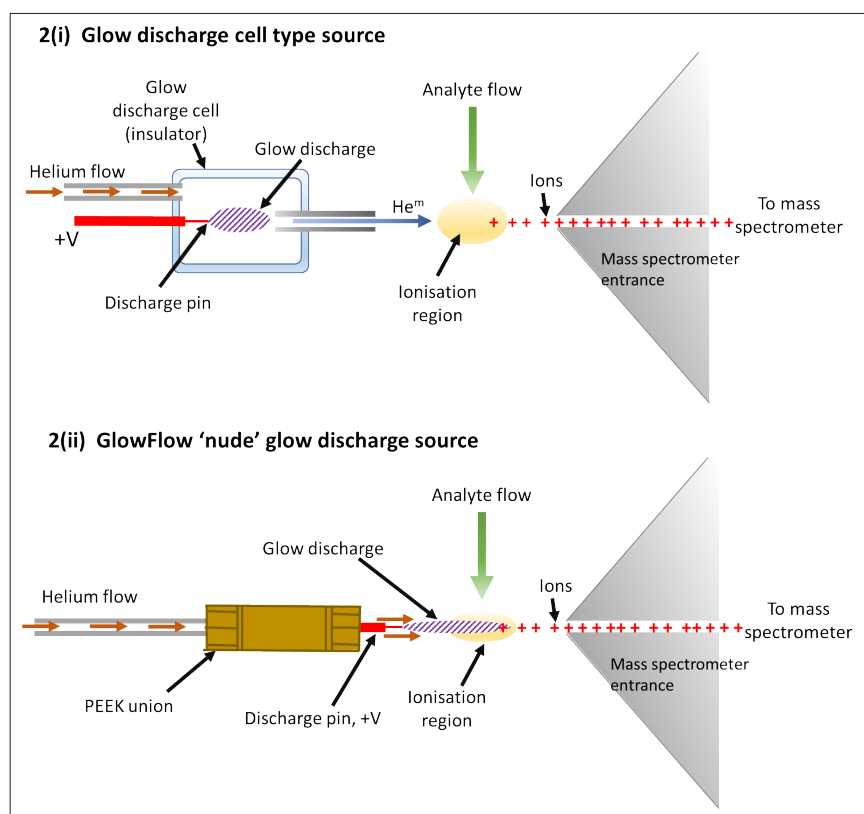 2(i) Glow discharge cell type source
Glow
discharge cell
(insulator)
Analyte flow
Glow discharge
Helium flow
Ions
He^m
To mass
spectrometer
+V
Mass spectrometer
entrance
Discharge pin
Ionisation
region
2(ii) GlowFlow ‘nude’ glow discharge source
Analyte flow
Glow discharge
Ions
Helium flow
To mass
spectrometer
Mass spectrometer
entrance
PEEK union
Discharge pin, +V
Ionisation
region